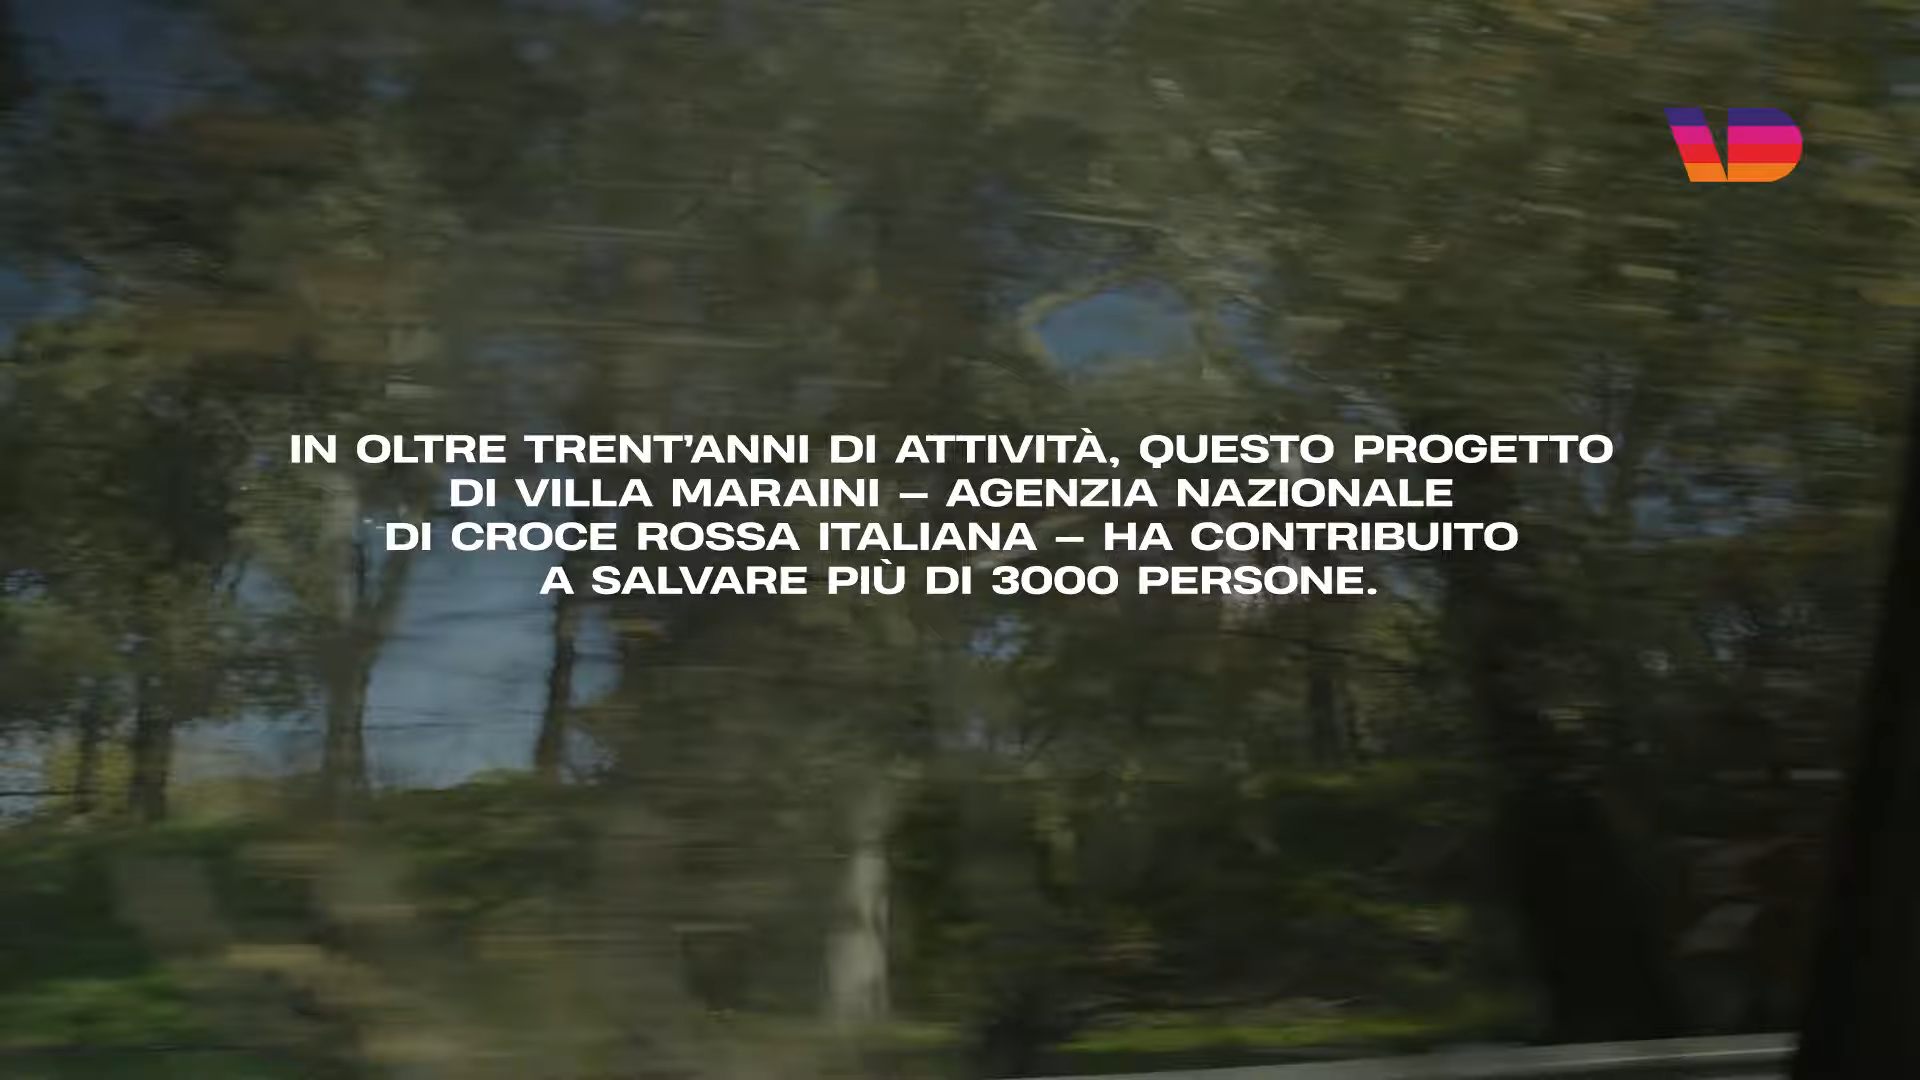 VD
IN OLTRE TRENT’ANNI DI ATTIVITÀ, QUESTO PROGETTO
DI VILLA MARAINI – AGENZIA NAZIONALE
DI CROCE ROSSA ITALIANA – HA CONTRIBUITO
A SALVARE PIÙ DI 3000 PERSONE.